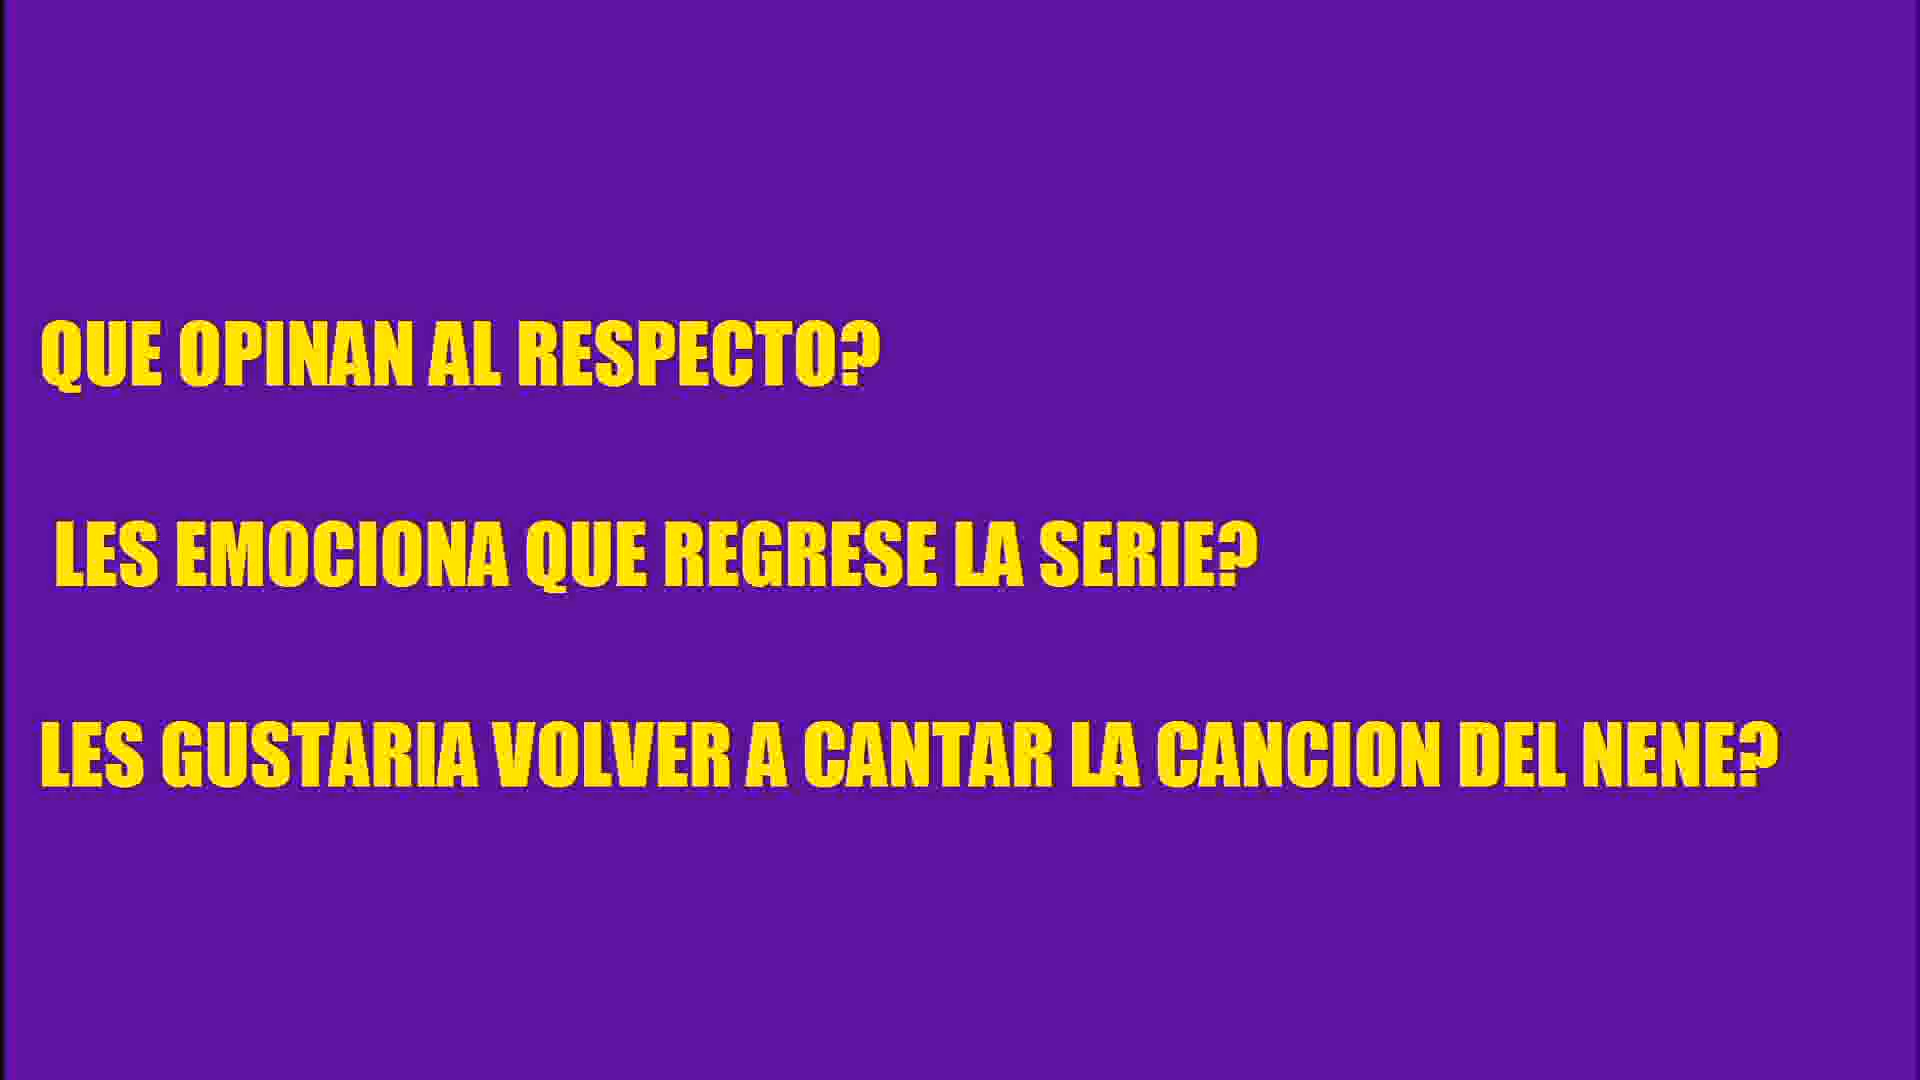 QUE OPINAN AL RESPECTO?
LES EMOCIONA QUE REGRESE LA SERIE?
LES GUSTARIA VOLVER A CANTAR LA CANCION DEL NENE?